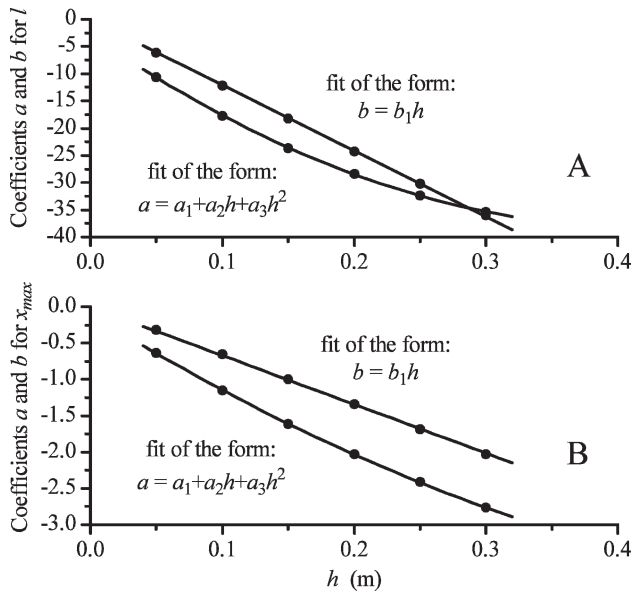 Coefficients a and b for l
0
-5
-10
-15
-20
-25
-30
-35
-40
0.0 0.1 0.2 0.3 0.4
fit of the form:
b = b₁h
fit of the form:
a = a₁+a₂h+a₃h²
A
Coefficients a and b for xₘₐₓ
0.0
-0.5
-1.0
-1.5
-2.0
-2.5
-3.0
0.0 0.1 0.2 0.3 0.4
fit of the form:
b = b₁h
fit of the form:
a = a₁+a₂h+a₃h²
B
h (m)